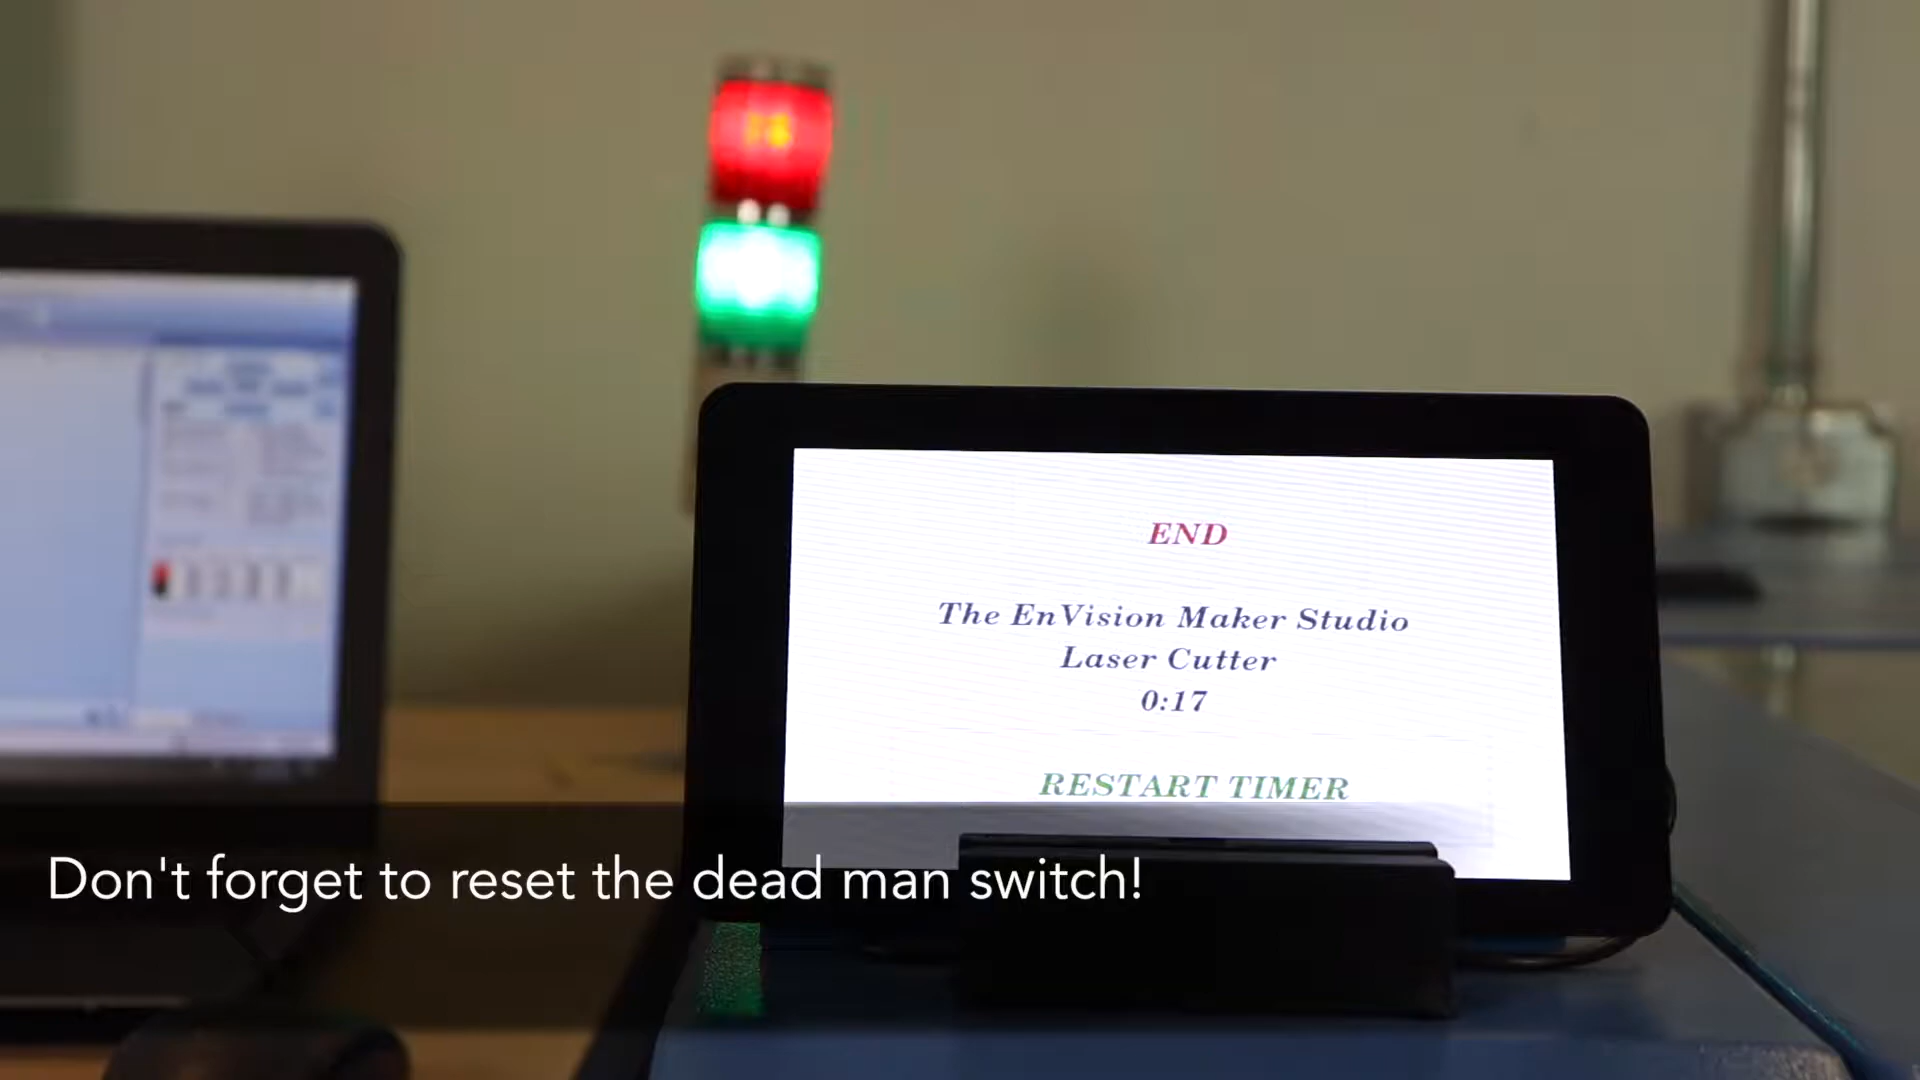 END
The EnVision Maker Studio
Laser Cutter
0:17
RESTART TIMER
Don't forget to reset the dead man switch!